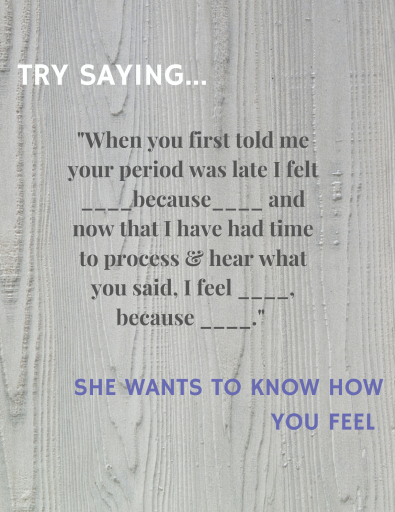 TRY SAYING...
"When you first told me
your period was late I felt
____because____ and
now that I have had time
to process & hear what
you said, I feel ____,
because ____."
SHE WANTS TO KNOW HOW
YOU FEEL